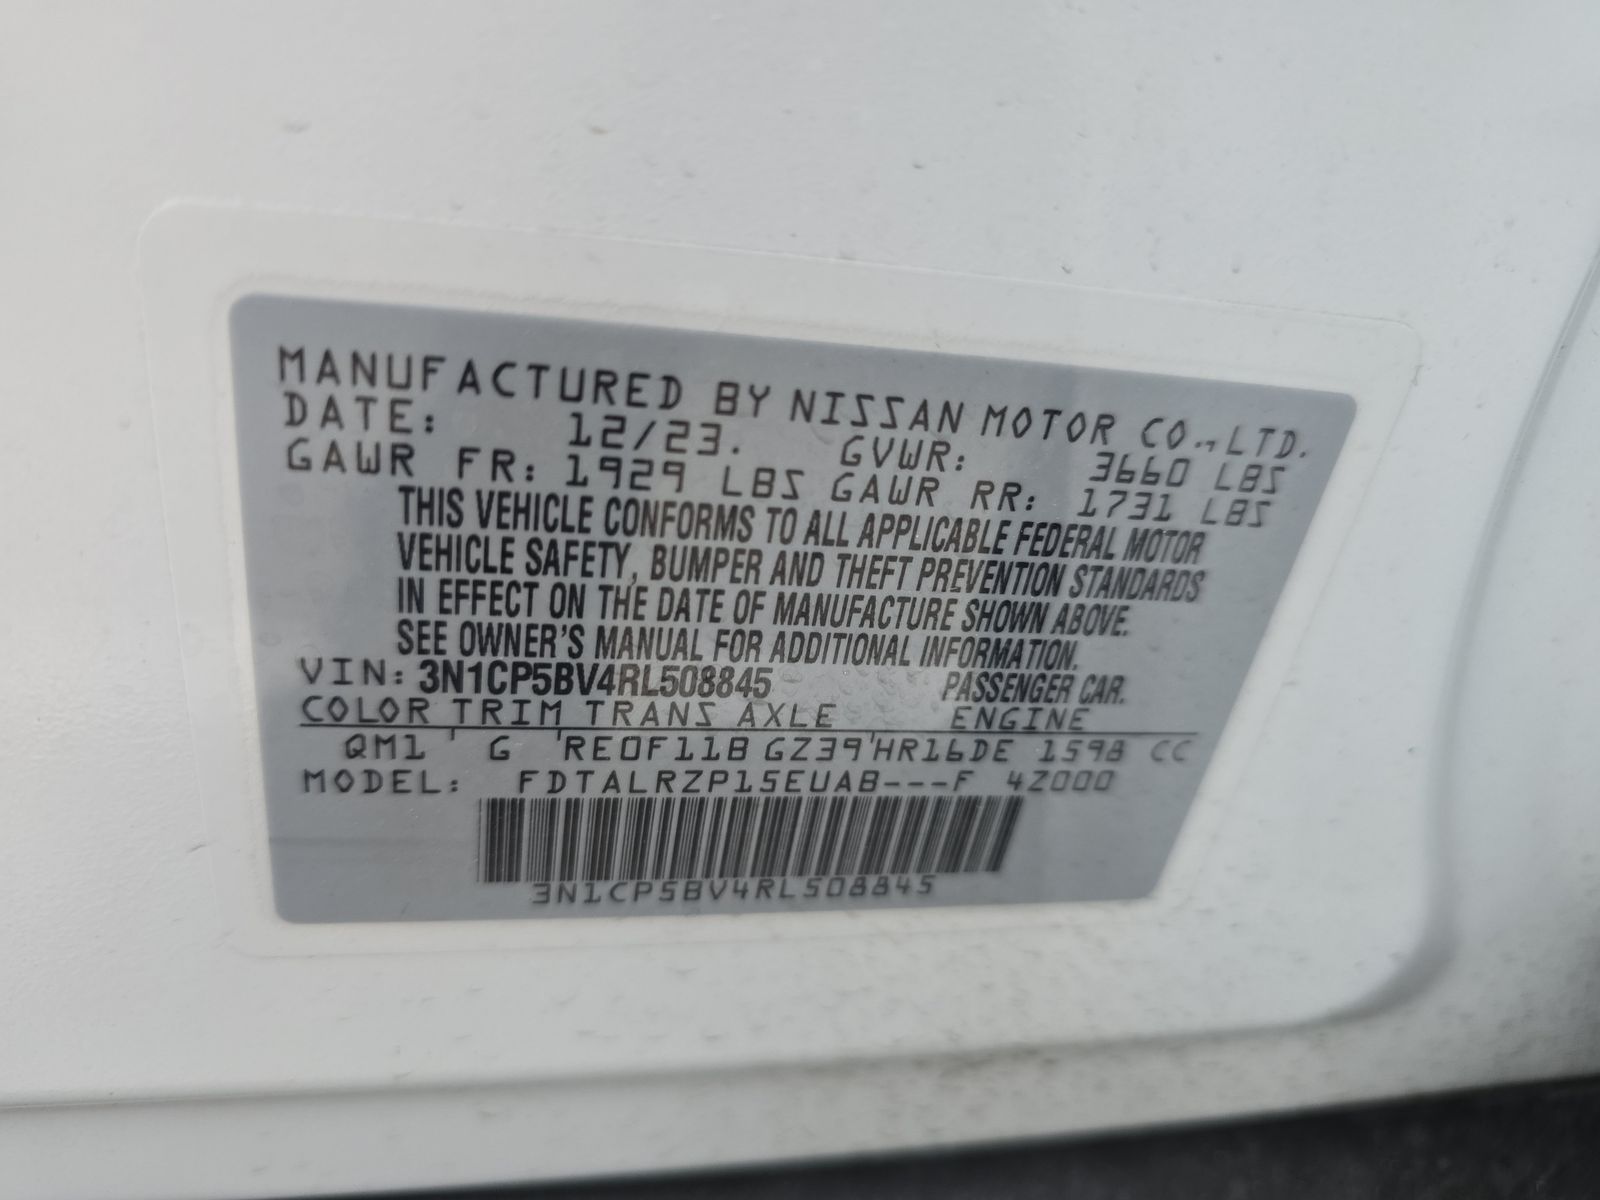 MANUFACTURED BY NISSAN MOTOR CO., LTD.
DATE: 12/23. GVWR: 3660 LBS
GAWR FR: 1929 LBS GAWR RR: 1731 LBS
THIS VEHICLE CONFORMS TO ALL APPLICABLE FEDERAL MOTOR
VEHICLE SAFETY, BUMPER AND THEFT PREVENTION STANDARDS
IN EFFECT ON THE DATE OF MANUFACTURE SHOWN ABOVE.
SEE OWNER'S MANUAL FOR ADDITIONAL INFORMATION.
VIN: 3N1CP5BV4RL508845 PASSENGER CAR.
COLOR TRIM TRANS AXLE ENGINE
QM1 ' G 'RE0F11B GZ39'HR16DE 1598 CC
MODEL: FDTALRZP15EUAB---F 4Z000
3N1CP5BV4RL508845